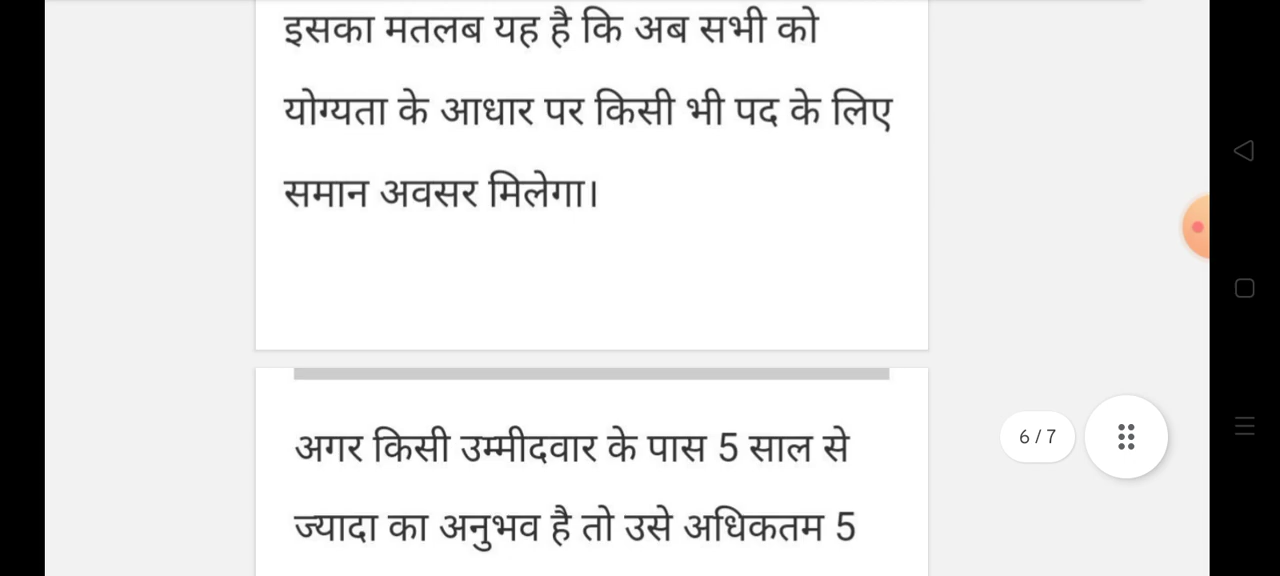 इसका मतलब यह है कि अब सभी को
योग्यता के आधार पर किसी भी पद के लिए
समान अवसर मिलेगा।
6 / 7
अगर किसी उम्मीदवार के पास 5 साल से
ज्यादा का अनुभव है तो उसे अधिकतम 5